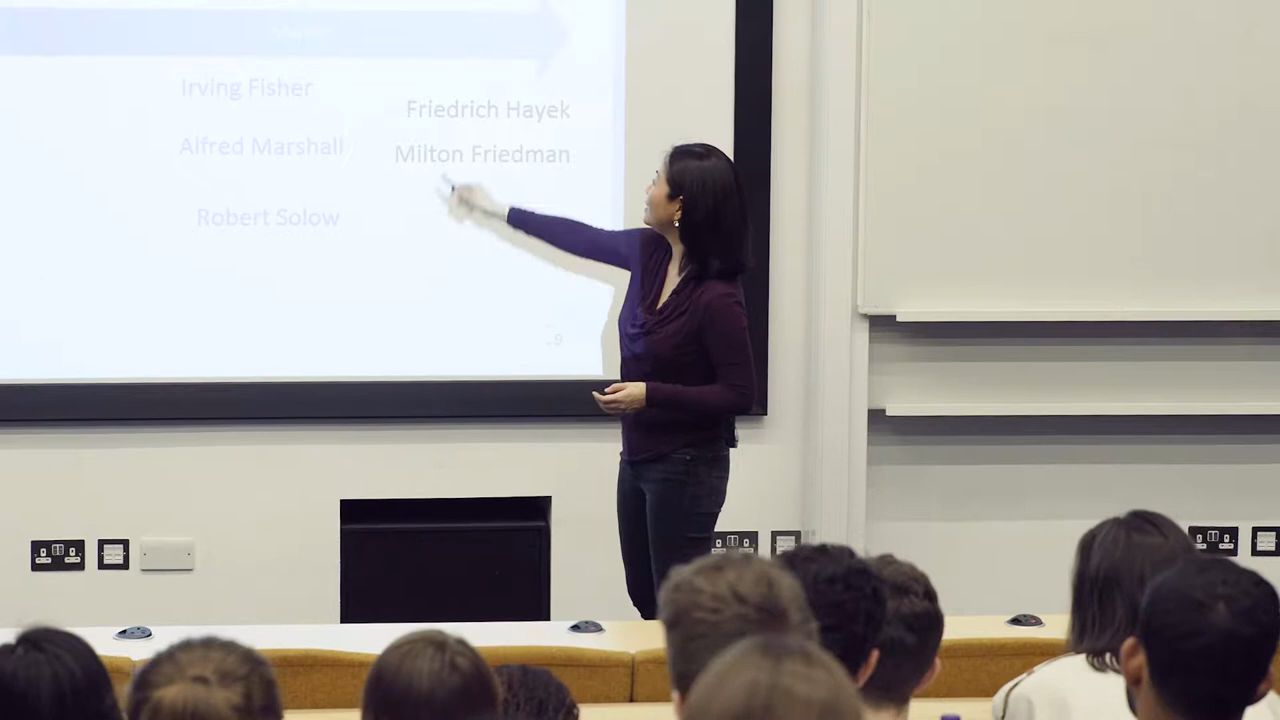 Irving Fisher
Friedrich Hayek
Alfred Marshall
Milton Friedman
Robert Solow